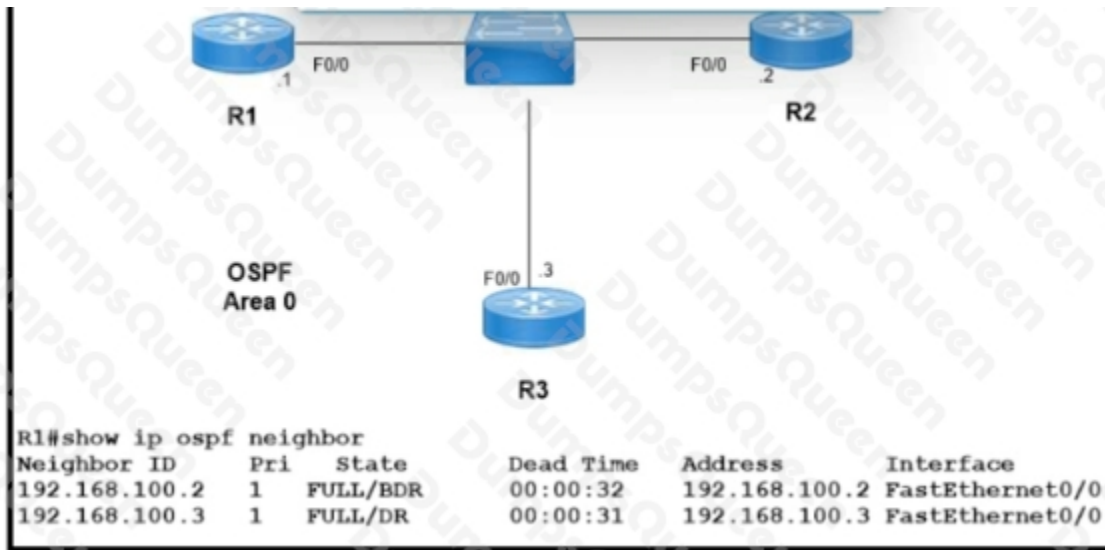 F0/0
.1
F0/0
.2
R1
R2
OSPF
Area 0
F0/0
.3
R3
R1#show ip ospf neighbor
Neighbor ID Pri State Dead Time Address Interface
192.168.100.2 1 FULL/BDR 00:00:32 192.168.100.2 FastEthernet0/0
192.168.100.3 1 FULL/DR 00:00:31 192.168.100.3 FastEthernet0/0
DumpsQueen